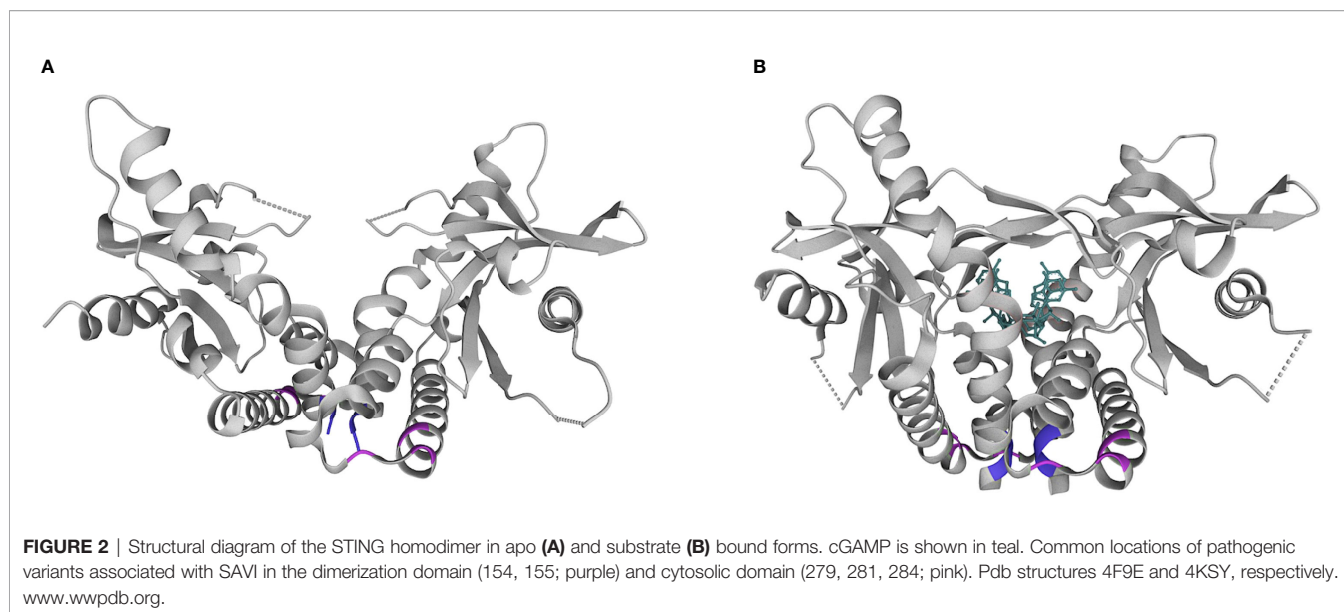 A
B
FIGURE 2 | Structural diagram of the STING homodimer in apo (A) and substrate (B) bound forms. cGAMP is shown in teal. Common locations of pathogenic
variants associated with SAVI in the dimerization domain (154, 155; purple) and cytosolic domain (279, 281, 284; pink). Pdb structures 4F9E and 4KSY, respectively.
www.wwpdb.org.